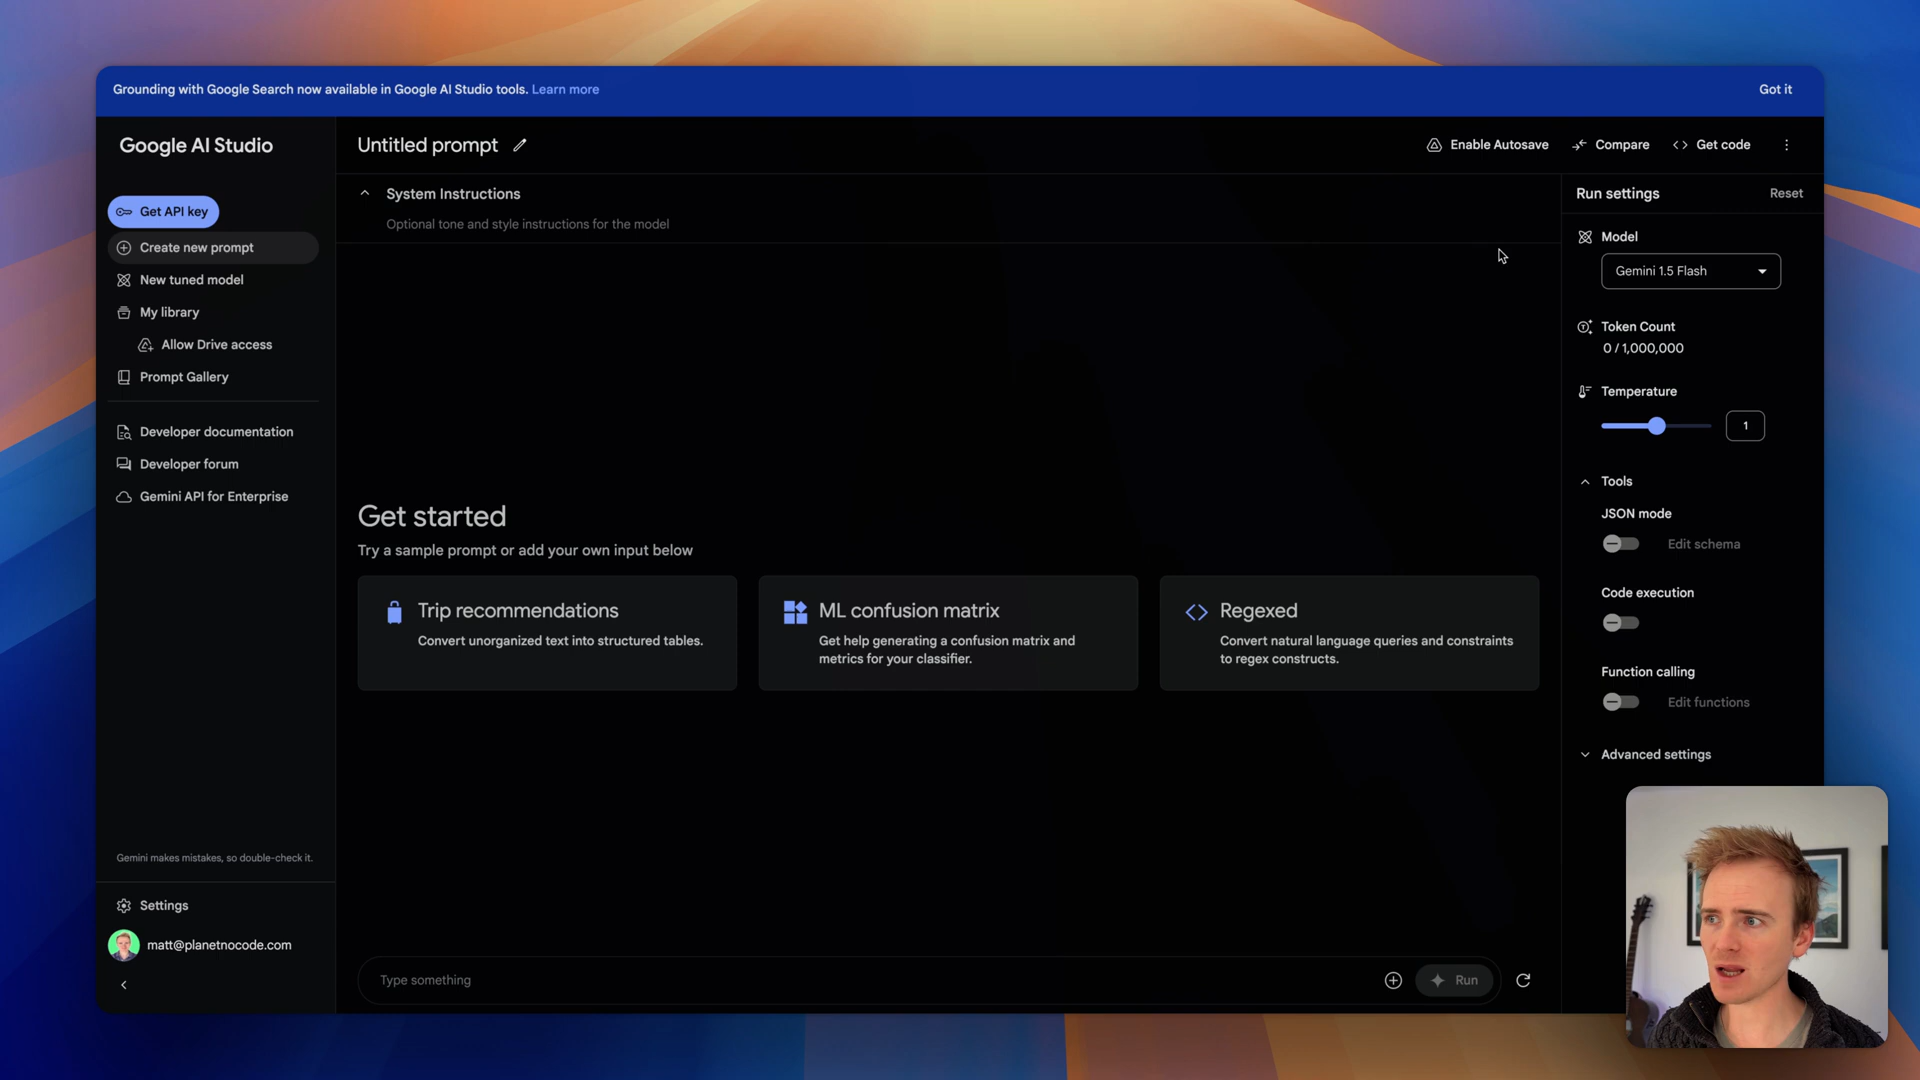 Grounding with Google Search now available in Google AI Studio tools. Learn more
Got it
Google AI Studio
Get API key
Create new prompt
New tuned model
My library
Allow Drive access
Prompt Gallery
Developer documentation
Developer forum
Gemini API for Enterprise
Gemini makes mistakes, so double-check it.
Settings
matt@planetnocode.com
Untitled prompt
Enable Autosave
Compare
Get code
System Instructions
Optional tone and style instructions for the model
Get started
Try a sample prompt or add your own input below
Trip recommendations
Convert unorganized text into structured tables.
ML confusion matrix
Get help generating a confusion matrix and
metrics for your classifier.
Regexed
Convert natural language queries and constraints
to regex constructs.
Type something
Run
Run settings
Reset
Model
Gemini 1.5 Flash
Token Count
0 / 1,000,000
Temperature
1
Tools
JSON mode
Edit schema
Code execution
Function calling
Edit functions
Advanced settings